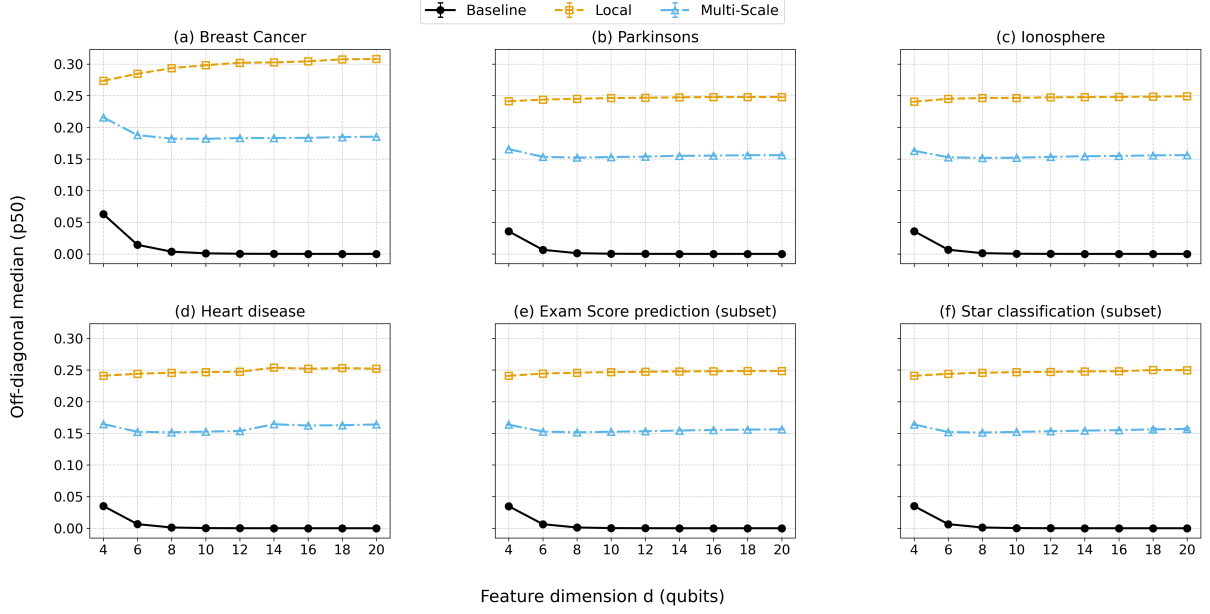 Baseline Local Multi-Scale
(a) Breast Cancer
(b) Parkinsons
(c) Ionosphere
0.30
0.25
0.20
0.15
0.10
0.05
0.00
(d) Heart disease
(e) Exam Score prediction (subset)
(f) Star classification (subset)
0.30
0.25
0.20
0.15
0.10
0.05
0.00
4 6 8 10 12 14 16 18 20
4 6 8 10 12 14 16 18 20
4 6 8 10 12 14 16 18 20
Off-diagonal median (p50)
Feature dimension d (qubits)